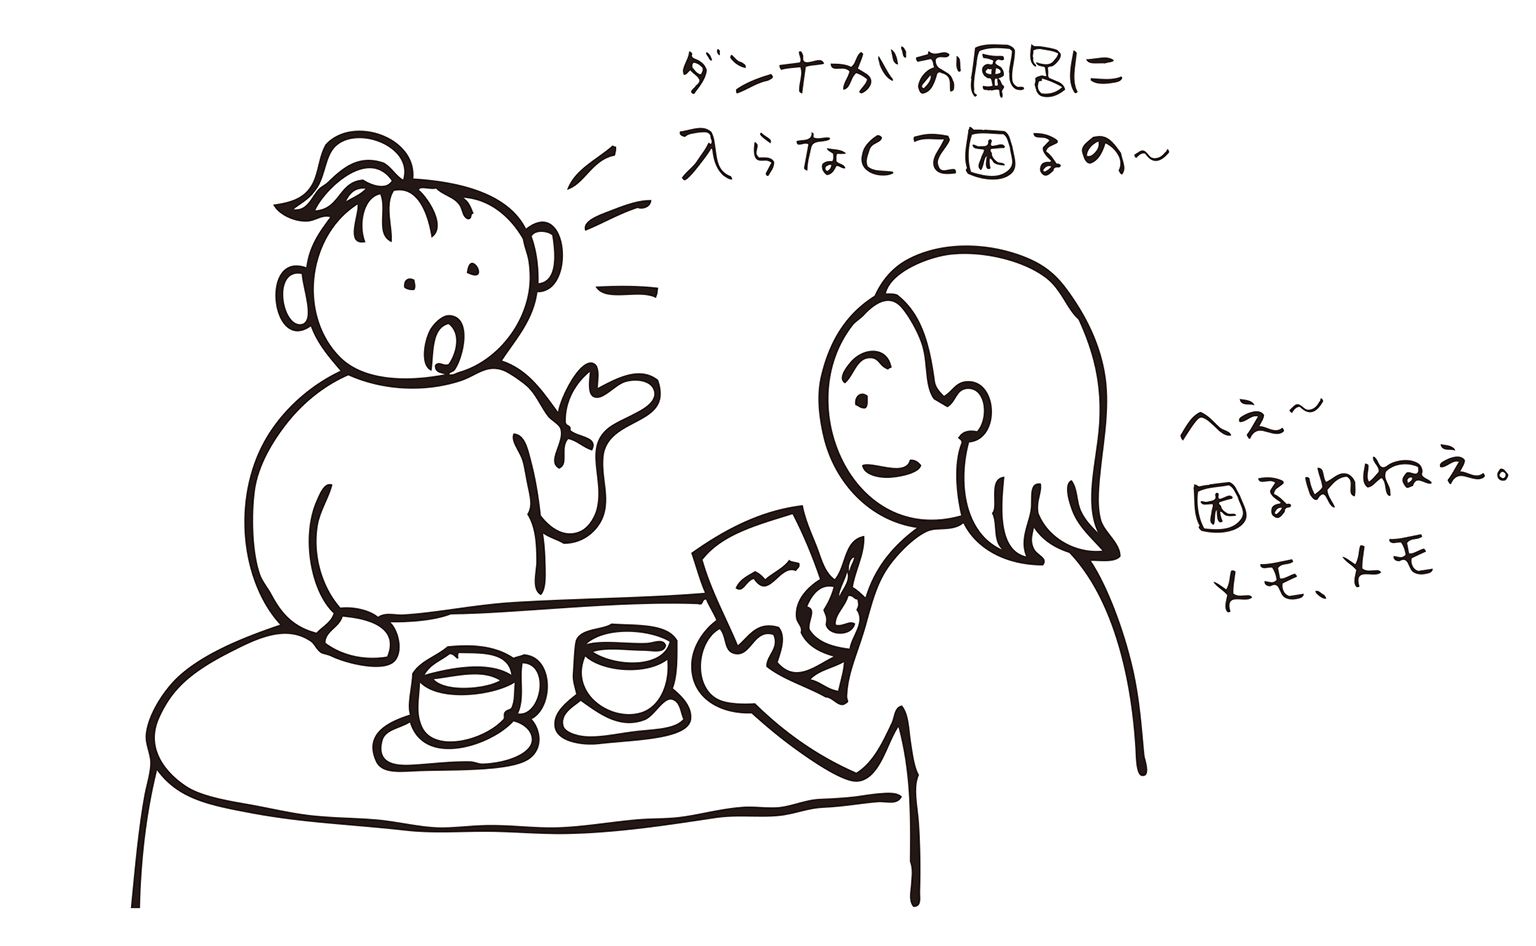 ダンナがお風呂に
入らなくて困るの〜
へえ〜
困るわねえ。
メモ、メモ